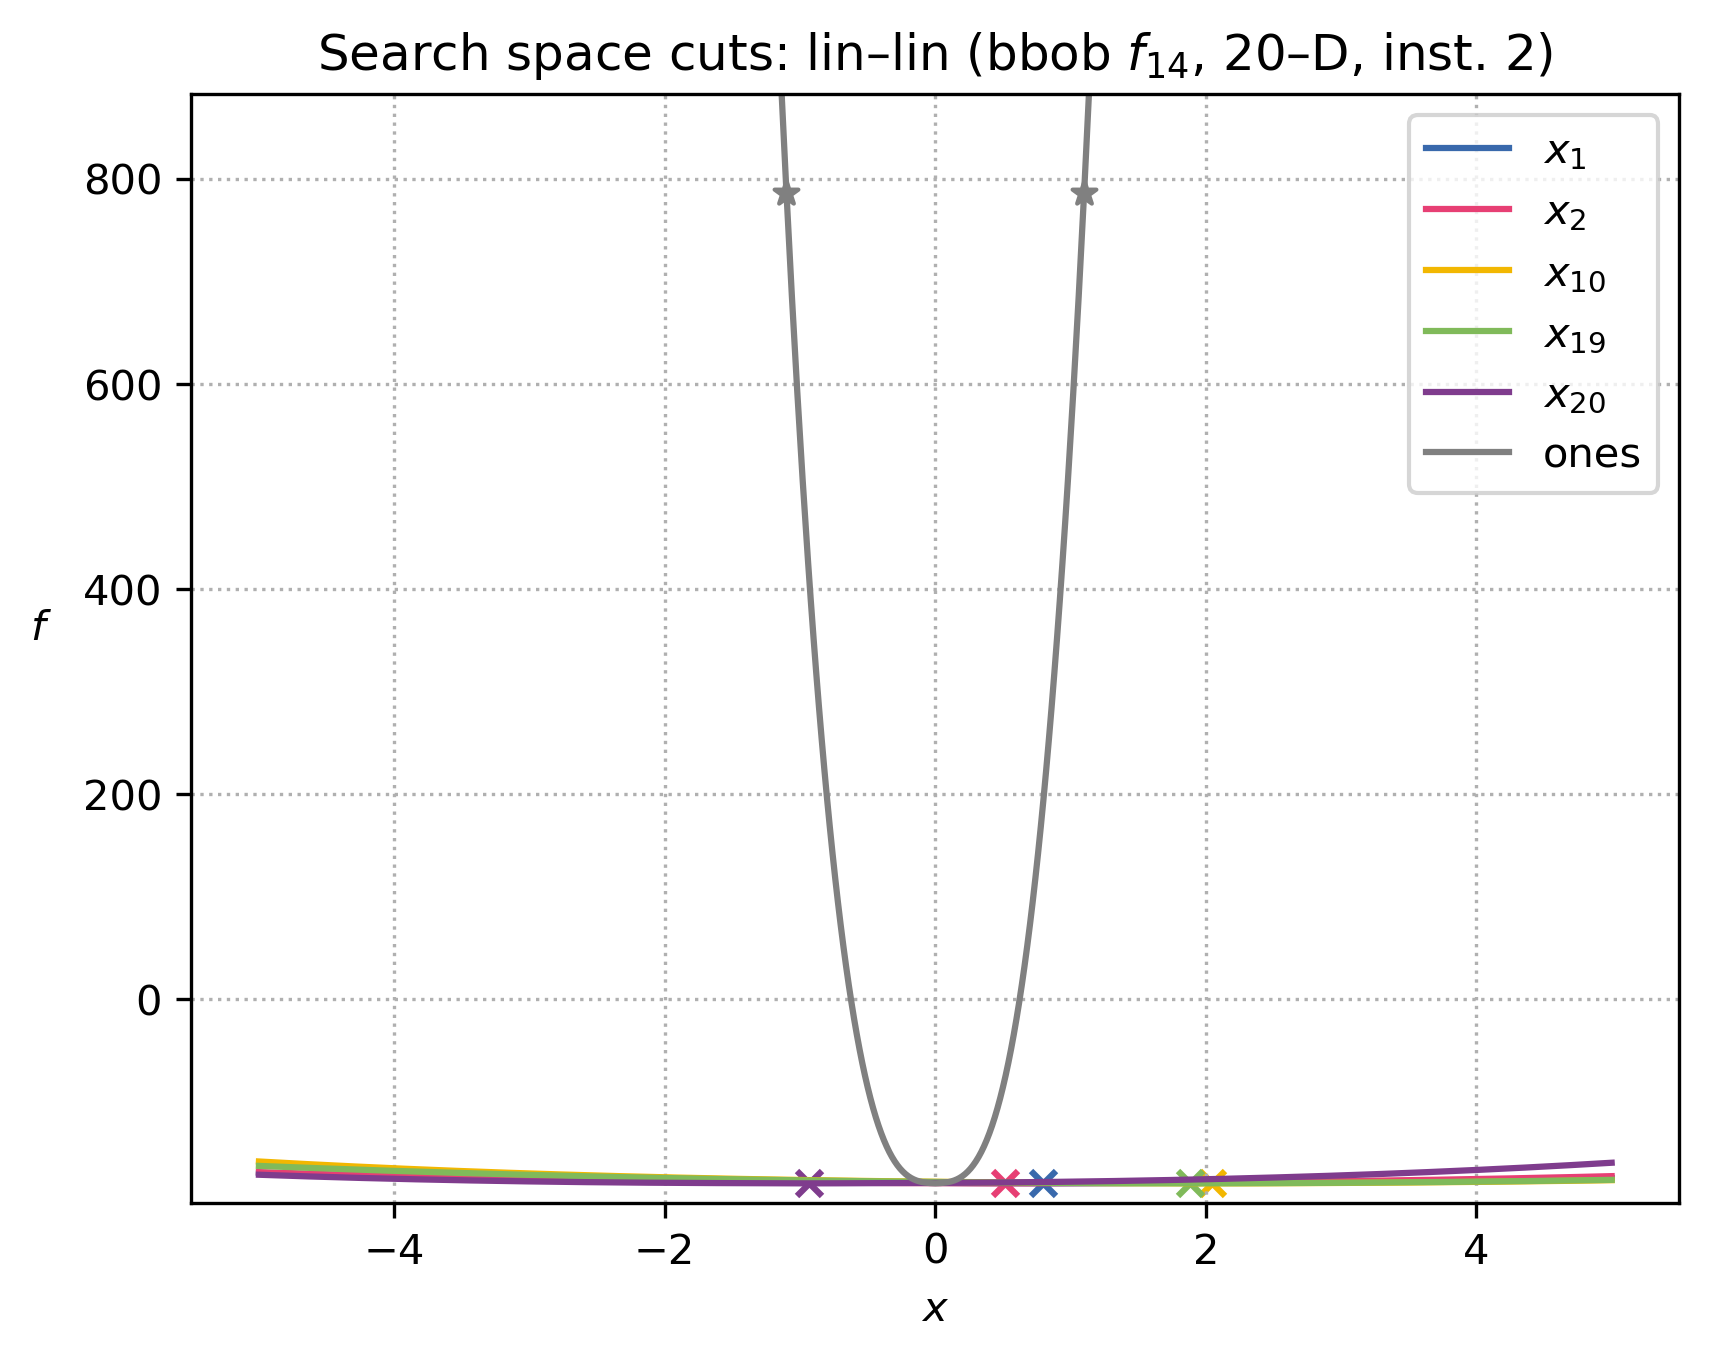 Search space cuts: lin–lin (bbob f₁₄, 20–D, inst. 2)
x₁
x₂
x₁₀
x₁₉
x₂₀
ones
800
600
400
200
0
f
−4
−2
0
2
4
x